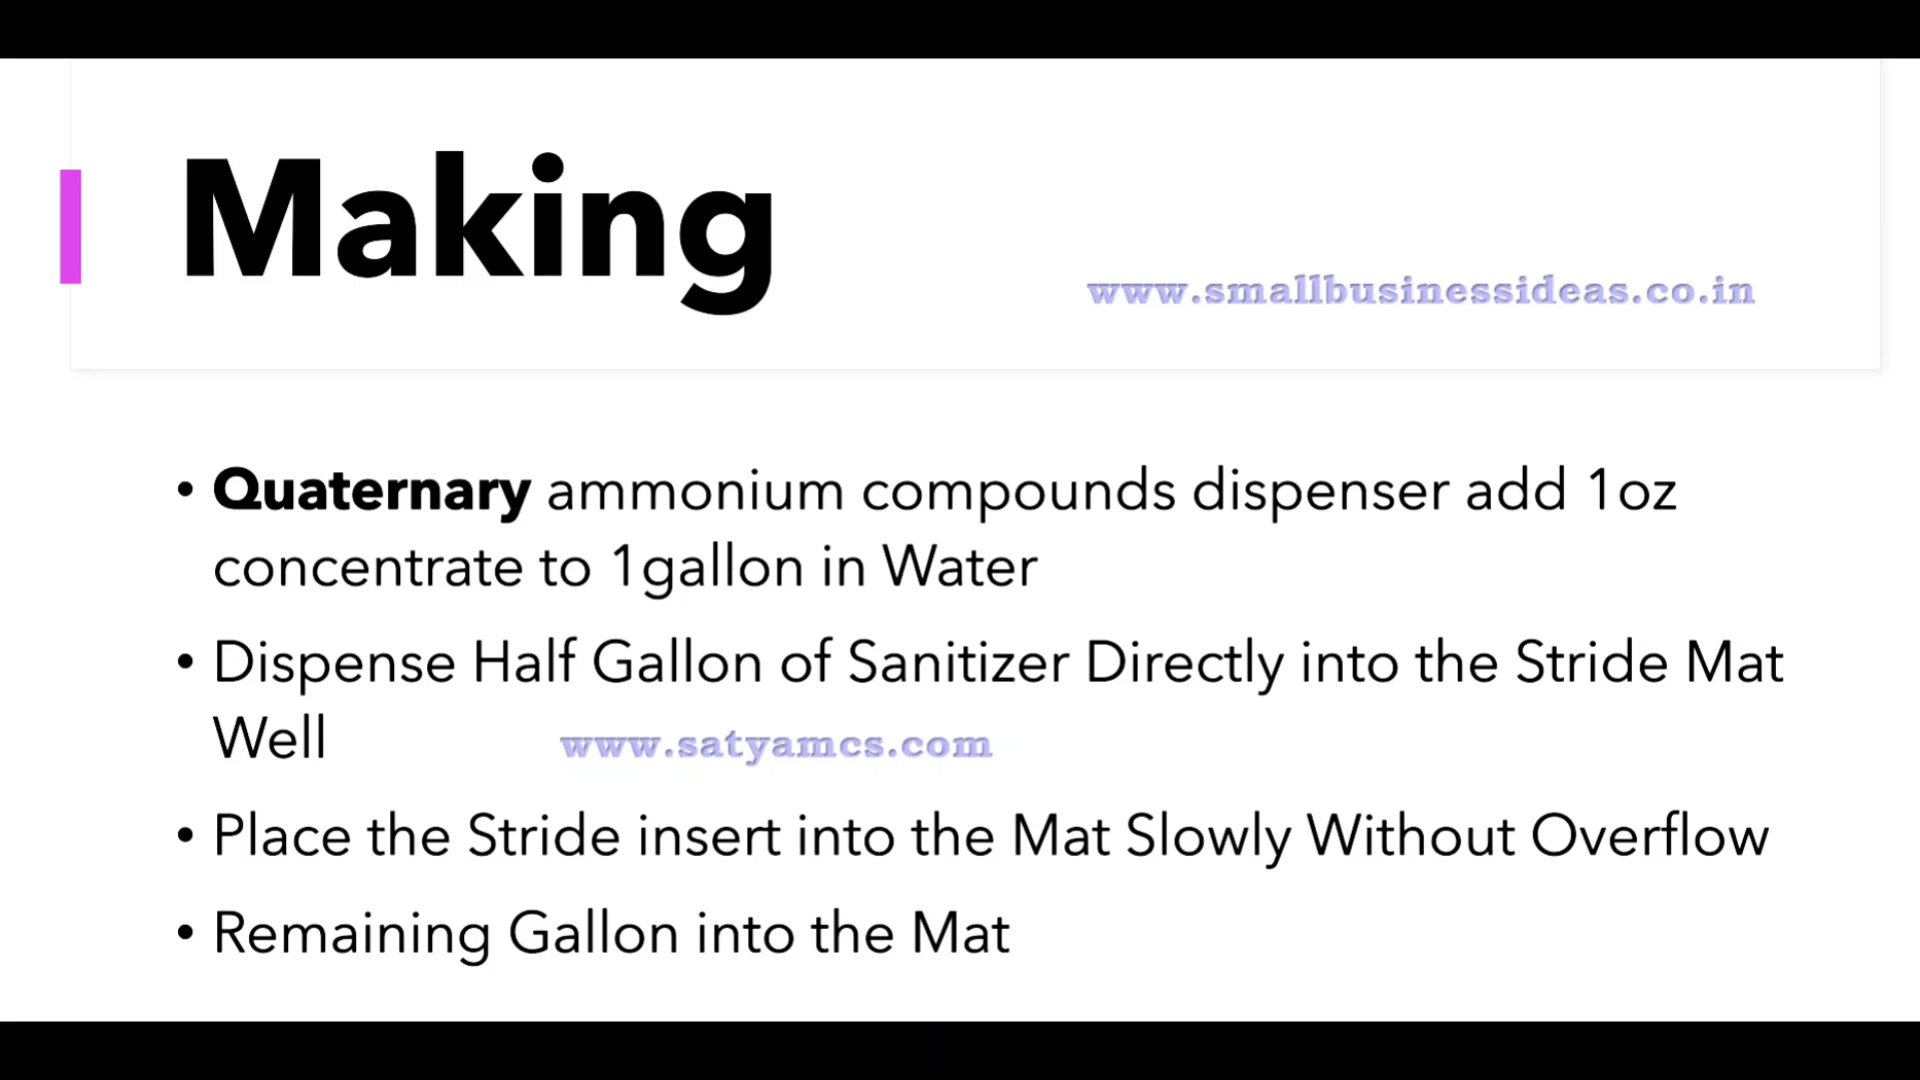 Making
www.smallbusinessideas.co.in
• Quaternary ammonium compounds dispenser add 1oz
concentrate to 1gallon in Water
• Dispense Half Gallon of Sanitizer Directly into the Stride Mat
Well
www.satyamcs.com
• Place the Stride insert into the Mat Slowly Without Overflow
• Remaining Gallon into the Mat